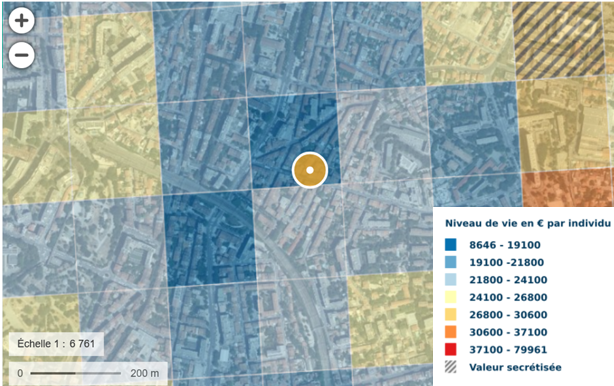 +
−
Niveau de vie en € par individu
8646 - 19100
19100 -21800
21800 - 24100
24100 - 26800
26800 - 30600
30600 - 37100
37100 - 79961
Valeur secrétisée
Échelle 1 : 6 761
0 200 m